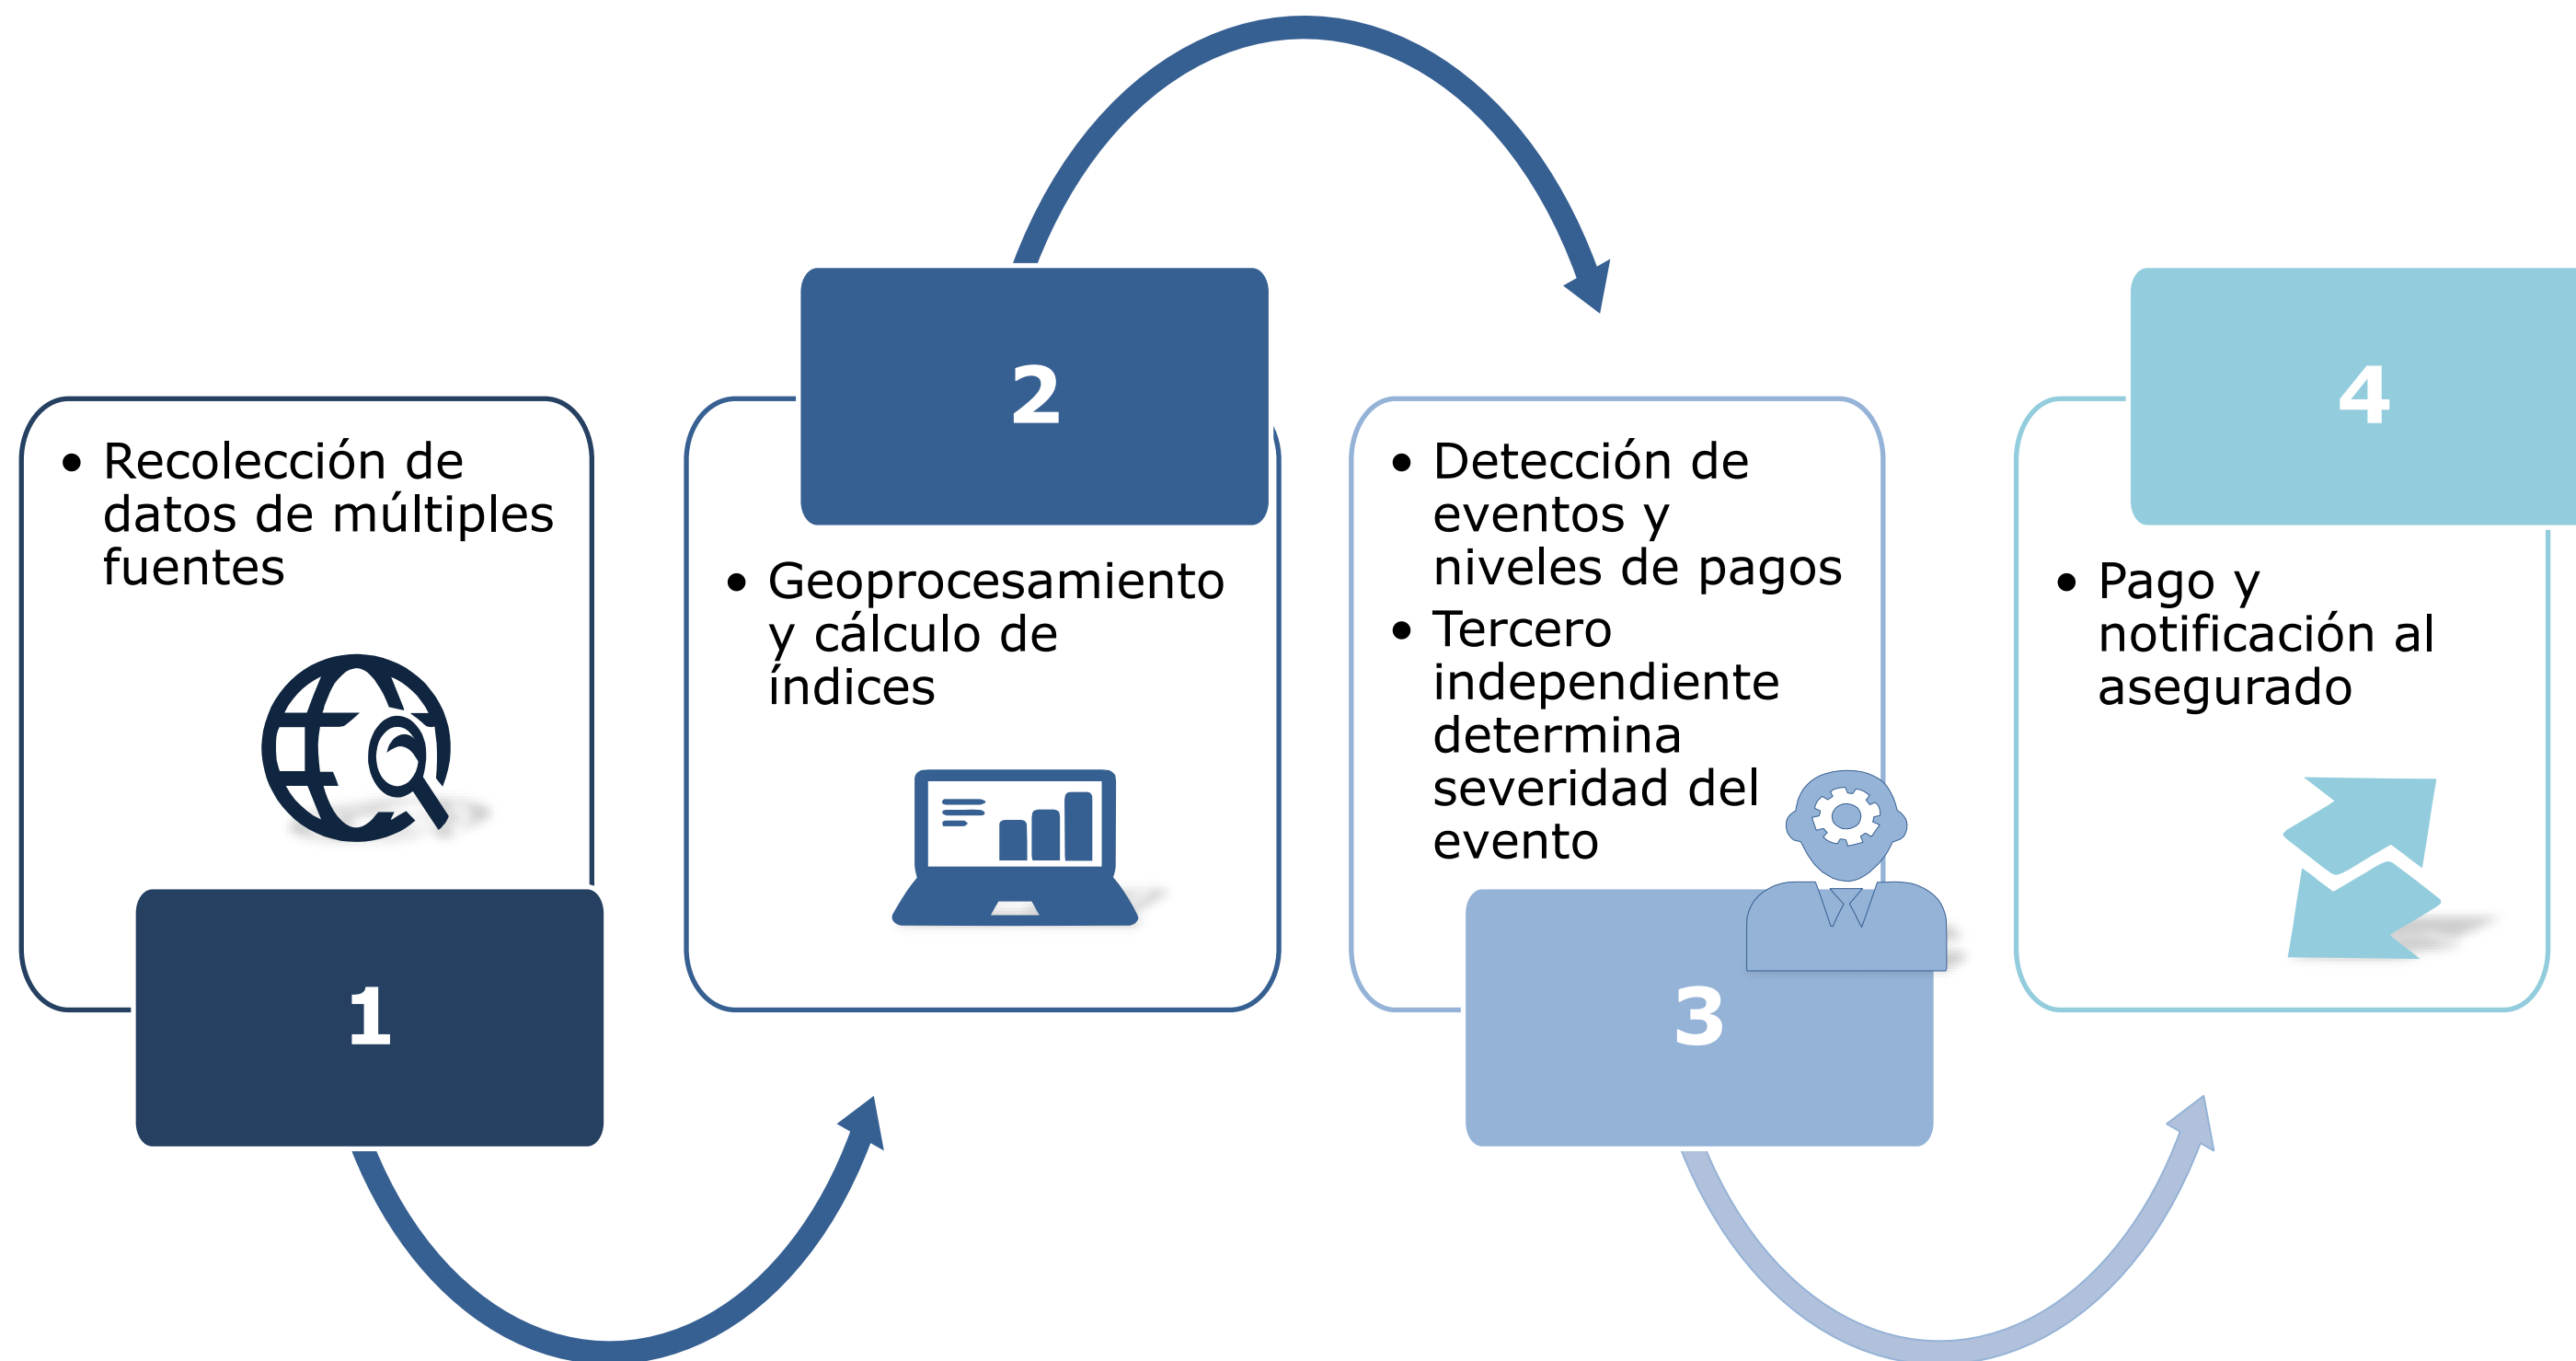 • Recolección de
datos de múltiples
fuentes
1
2
• Geoprocesamiento
y cálculo de
índices
• Detección de
eventos y
niveles de pagos
• Tercero
independiente
determina
severidad del
evento
3
4
• Pago y
notificación al
asegurado